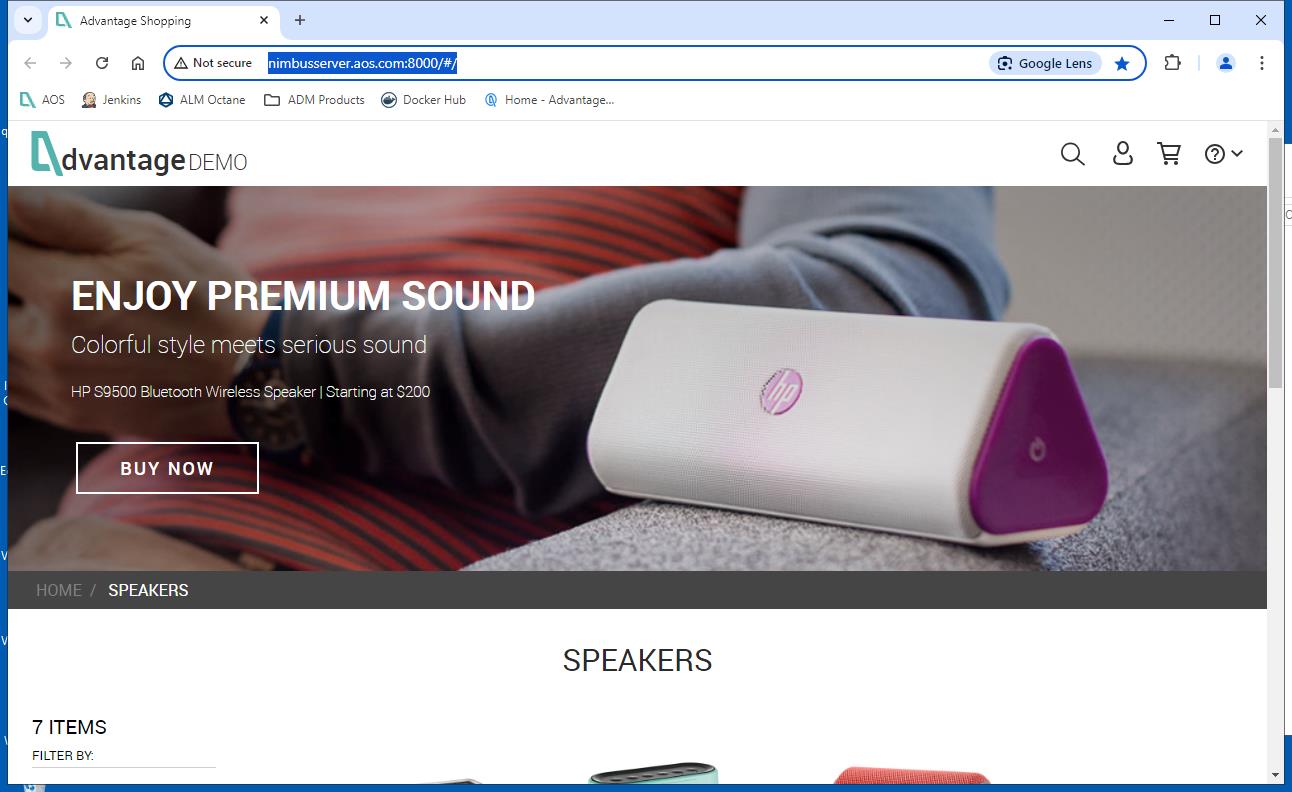 Advantage Shopping
Not secure nimbusserver.aos.com:8000/#/ Google Lens
AOS Jenkins ALM Octane ADM Products Docker Hub Home - Advantage...
dvantage DEMO
ENJOY PREMIUM SOUND
Colorful style meets serious sound
HP S9500 Bluetooth Wireless Speaker | Starting at $200
hp
BUY NOW
HOME / SPEAKERS
SPEAKERS
7 ITEMS
FILTER BY: